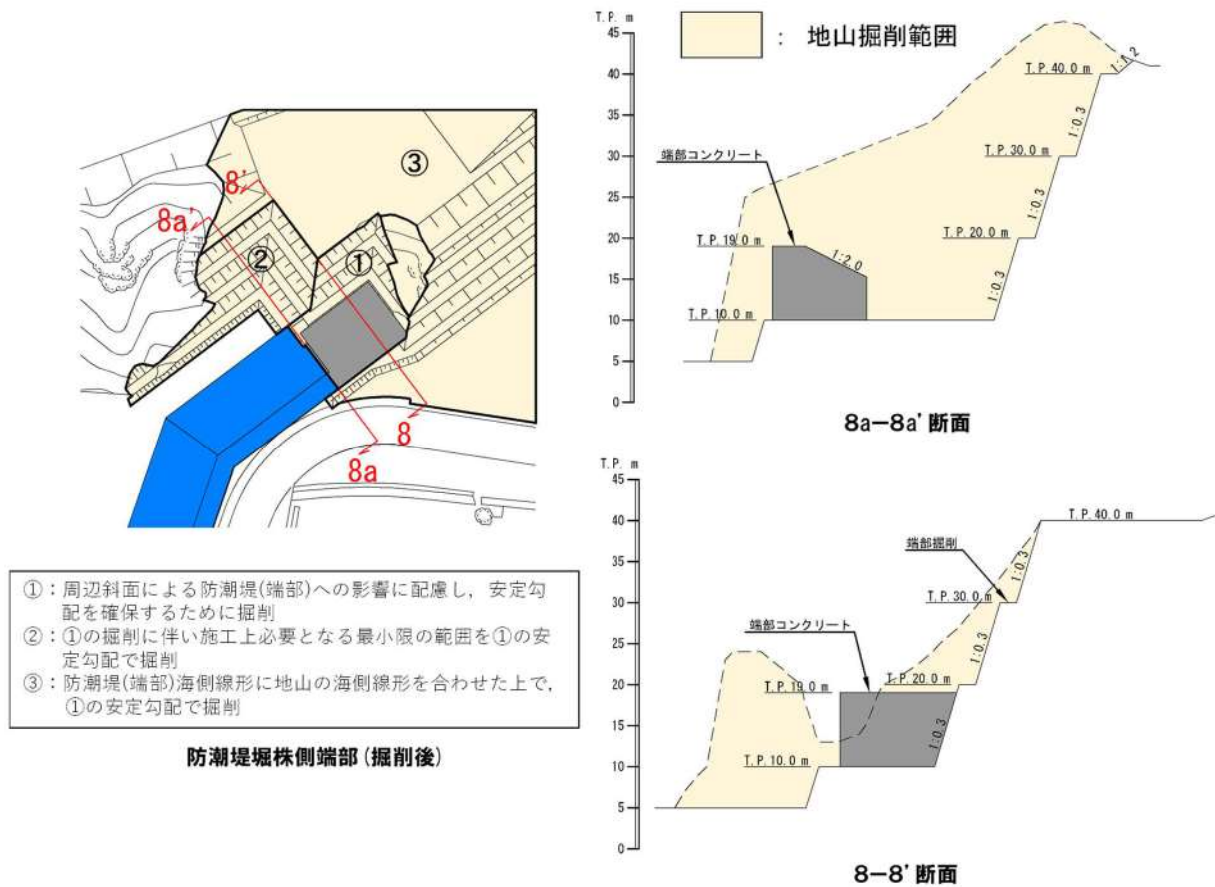 ③
8'
8a'
②
①
8
8a
①：周辺斜面による防潮堤(端部)への影響に配慮し，安定勾
配を確保するために掘削
②：①の掘削に伴い施工上必要となる最小限の範囲を①の安
定勾配で掘削
③：防潮堤(端部)海側線形に地山の海側線形を合わせた上で，
①の安定勾配で掘削
防潮堤堀株側端部(掘削後)
T.P. m
45
40
35
30
25
20
15
10
5
0
： 地山掘削範囲
1:1.2
T.P.40.0 m
1:0.3
端部コンクリート
T.P.30.0 m
1:0.3
T.P.19.0 m
T.P.20.0 m
1:2.0
1:0.3
T.P.10.0 m
8a−8a'断面
T.P. m
45
40
35
30
25
20
15
10
5
0
T.P.40.0 m
端部掘削
1:0.3
T.P.30.0 m
端部コンクリート
1:0.3
T.P.19.0 m
T.P.20.0 m
1:0.3
T.P.10.0 m
8−8'断面